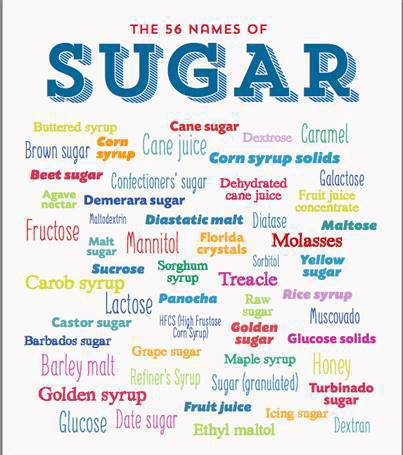 THE 56 NAMES OF
SUGAR
Buttered syrup
Cane sugar
Dextrose
Caramel
Brown sugar
Corn
syrup
Cane juice
Corn syrup solids
Beet sugar
Confectioners' sugar
Dehydrated
cane juice
Galactose
Agave
nectar
Demerara sugar
Fruit juice
concentrate
Fructose
Maltodextrin
Diastatic malt
Diatase
Maltose
Malt
sugar
Mannitol
Florida
crystals
Molasses
Sucrose
Sorghum
syrup
Sorbitol
Yellow
sugar
Carob syrup
Treacle
Lactose
Panocha
Raw
sugar
Rice syrup
Castor sugar
HFCS (High Frustose
Corn Syrup)
Golden
sugar
Muscovado
Barbados sugar
Glucose solids
Barley malt
Grape sugar
Maple syrup
Honey
Refiner's Syrup
Sugar (granulated)
Turbinado
sugar
Golden syrup
Fruit juice
Icing sugar
Glucose
Date sugar
Ethyl maltol
Dextran